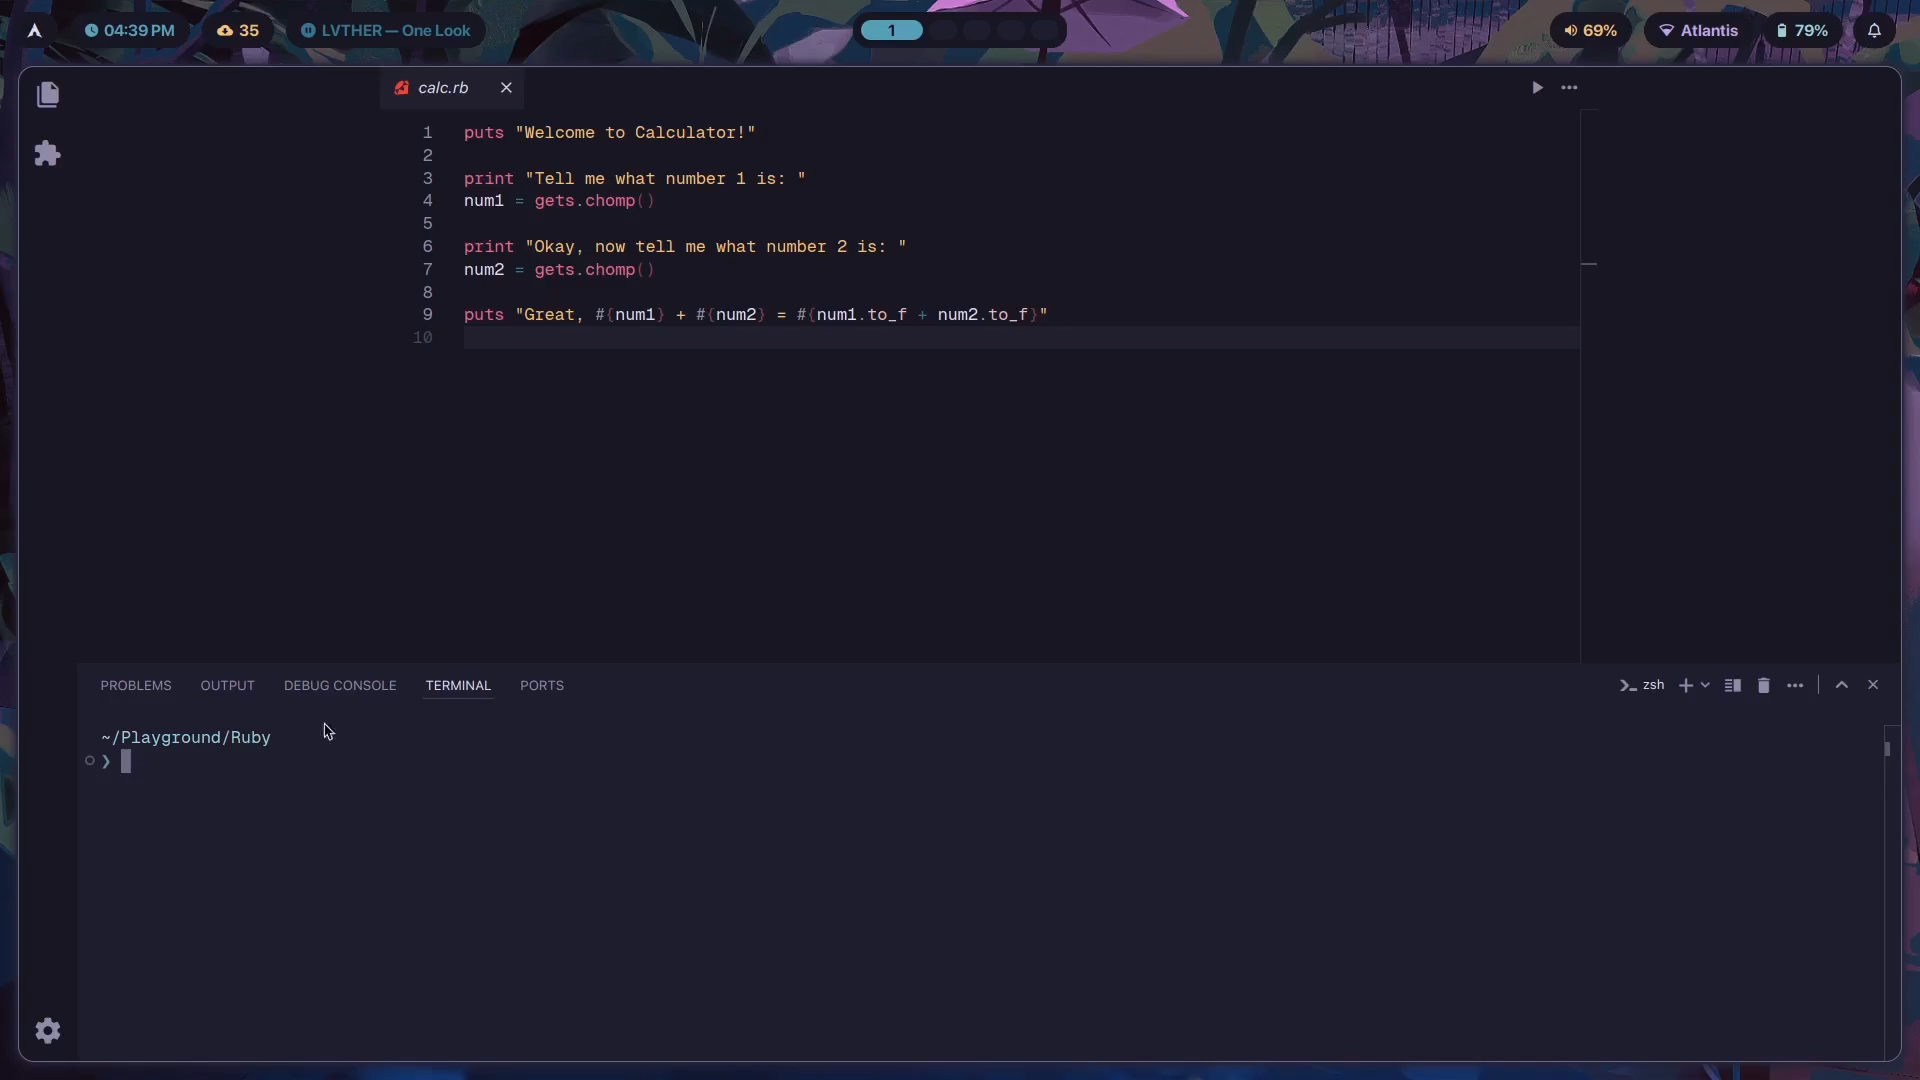 04:39 PM 35 LVTHER — One Look 1 69% Atlantis 79%
calc.rb
1 puts "Welcome to Calculator!"
2
3 print "Tell me what number 1 is: "
4 num1 = gets.chomp()
5
6 print "Okay, now tell me what number 2 is: "
7 num2 = gets.chomp()
8
9 puts "Great, #{num1} + #{num2} = #{num1.to_f + num2.to_f}"
10
PROBLEMS OUTPUT DEBUG CONSOLE TERMINAL PORTS zsh
~/Playground/Ruby
❯